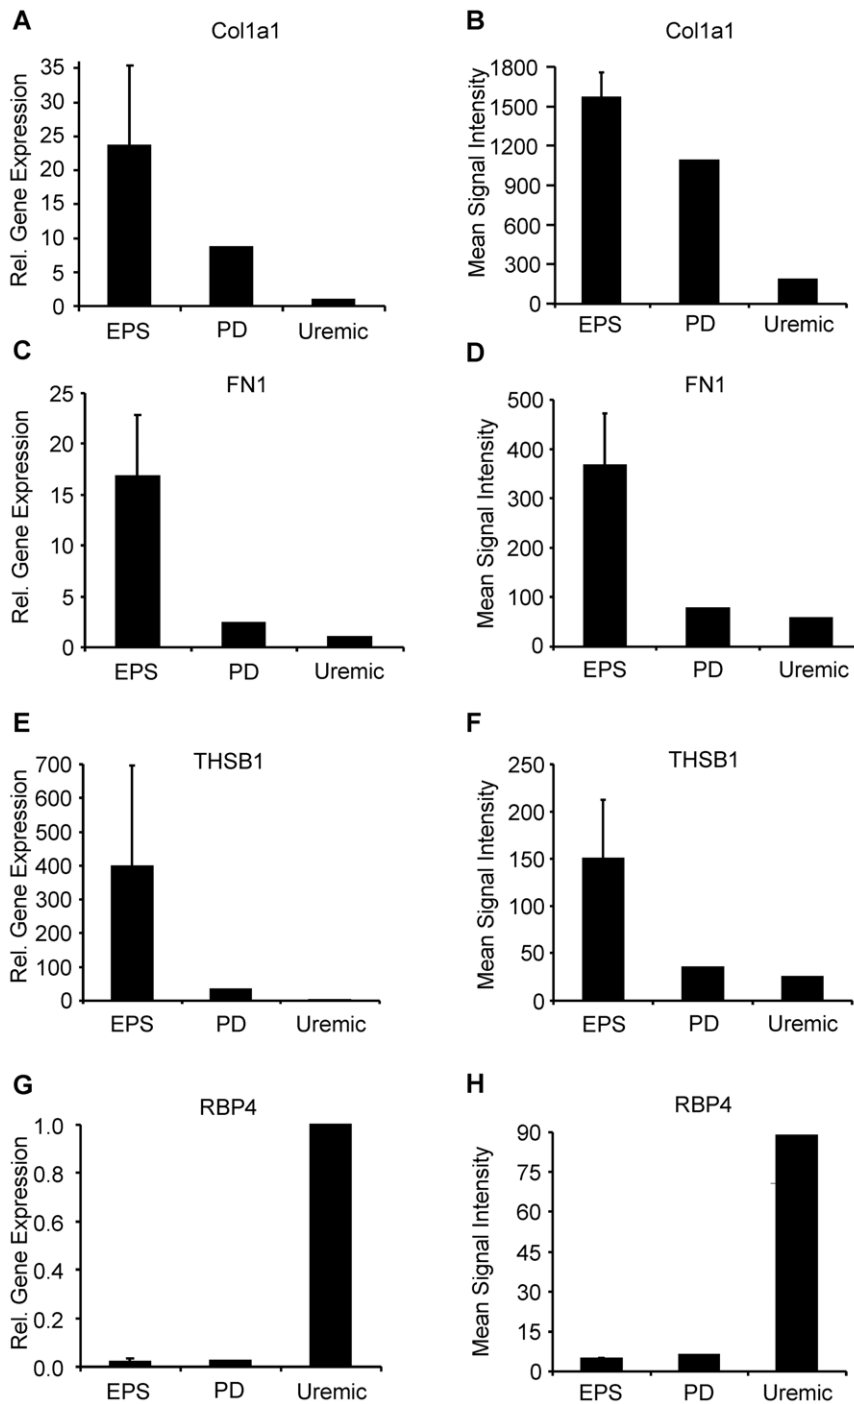 A
Col1a1
Rel. Gene Expression
35
30
25
20
15
10
5
0
EPS PD Uremic
B
Col1a1
Mean Signal Intensity
1800
1500
1200
900
600
300
0
EPS PD Uremic
C
FN1
Rel. Gene Expression
25
20
15
10
5
0
EPS PD Uremic
D
FN1
Mean Signal Intensity
500
400
300
200
100
0
EPS PD Uremic
E
THSB1
Rel. Gene Expression
700
600
500
400
300
200
100
0
EPS PD Uremic
F
THSB1
Mean Signal Intensity
250
200
150
100
50
0
EPS PD Uremic
G
RBP4
Rel. Gene Expression
1.0
0.8
0.6
0.4
0.2
0.0
EPS PD Uremic
H
RBP4
Mean Signal Intensity
90
75
60
45
30
15
0
EPS PD Uremic